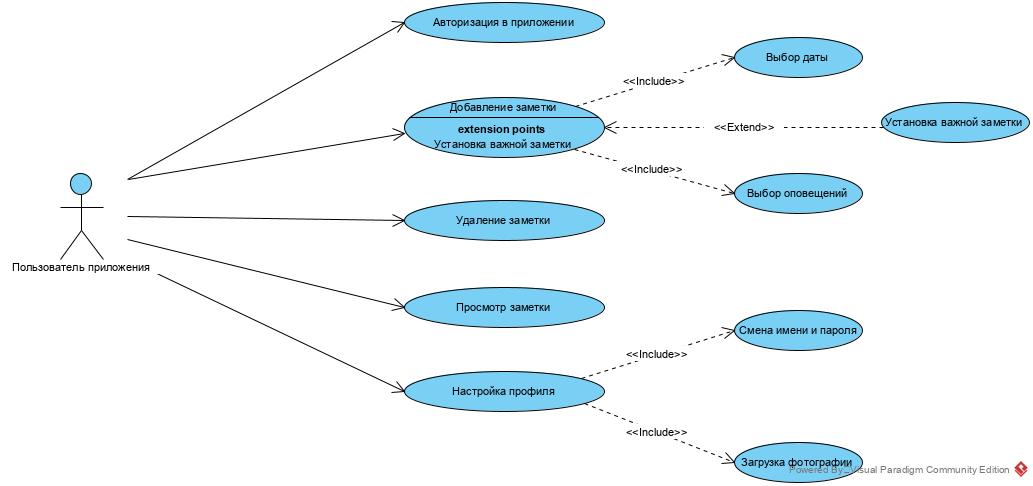 Авторизация в приложении
Выбор даты
<<Include>>
Добавление заметки
extension points
Установка важной заметки
<<Extend>>
Установка важной заметки
<<Include>>
Выбор оповещений
Удаление заметки
Пользователь приложения
Просмотр заметки
Смена имени и пароля
<<Include>>
Настройка профиля
<<Include>>
Загрузка фотографии
Powered By: Visual Paradigm Community Edition